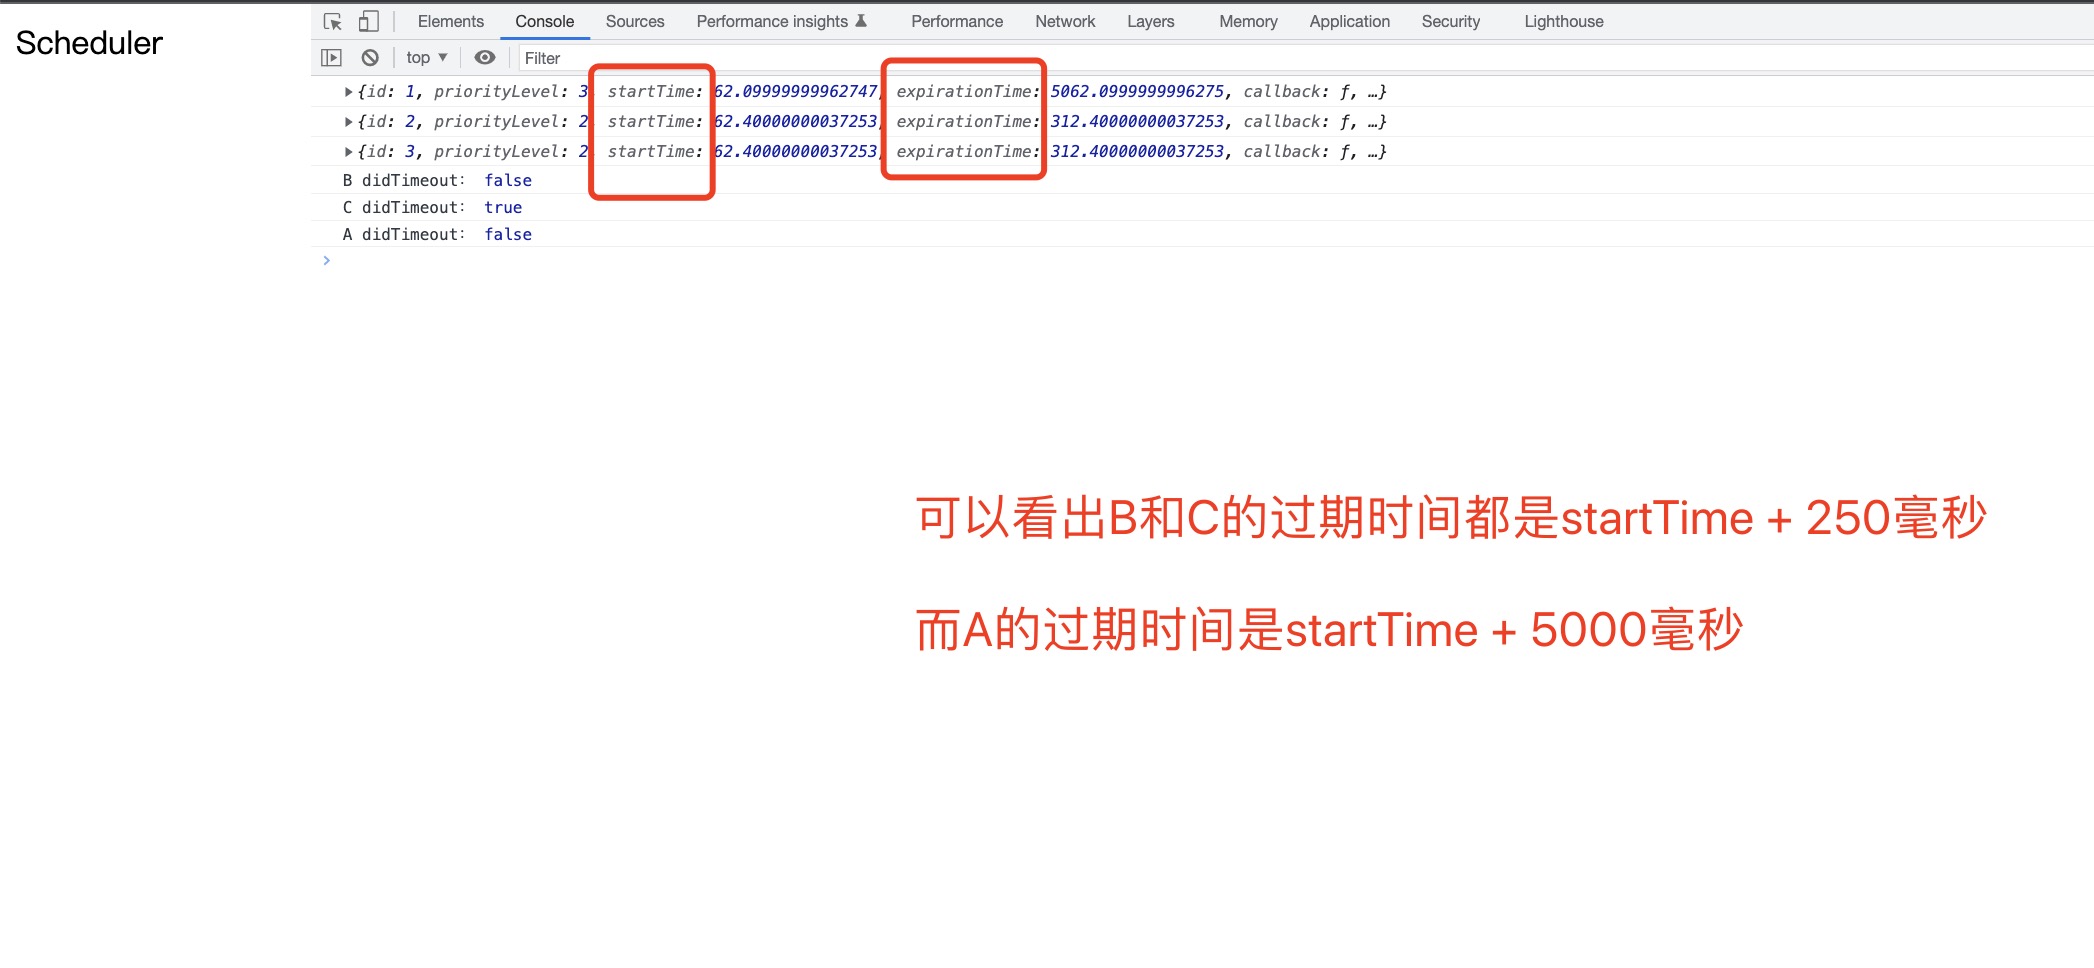 Scheduler
Elements Console Sources Performance insights Performance Network Layers Memory Application Security Lighthouse
top Filter
{id: 1, priorityLevel: 3, startTime: 62.09999999962747, expirationTime: 5062.0999999996275, callback: ƒ, …}
{id: 2, priorityLevel: 2, startTime: 62.40000000037253, expirationTime: 312.40000000037253, callback: ƒ, …}
{id: 3, priorityLevel: 2, startTime: 62.40000000037253, expirationTime: 312.40000000037253, callback: ƒ, …}
B didTimeout: false
C didTimeout: true
A didTimeout: false
可以看出B和C的过期时间都是startTime + 250毫秒
而A的过期时间是startTime + 5000毫秒